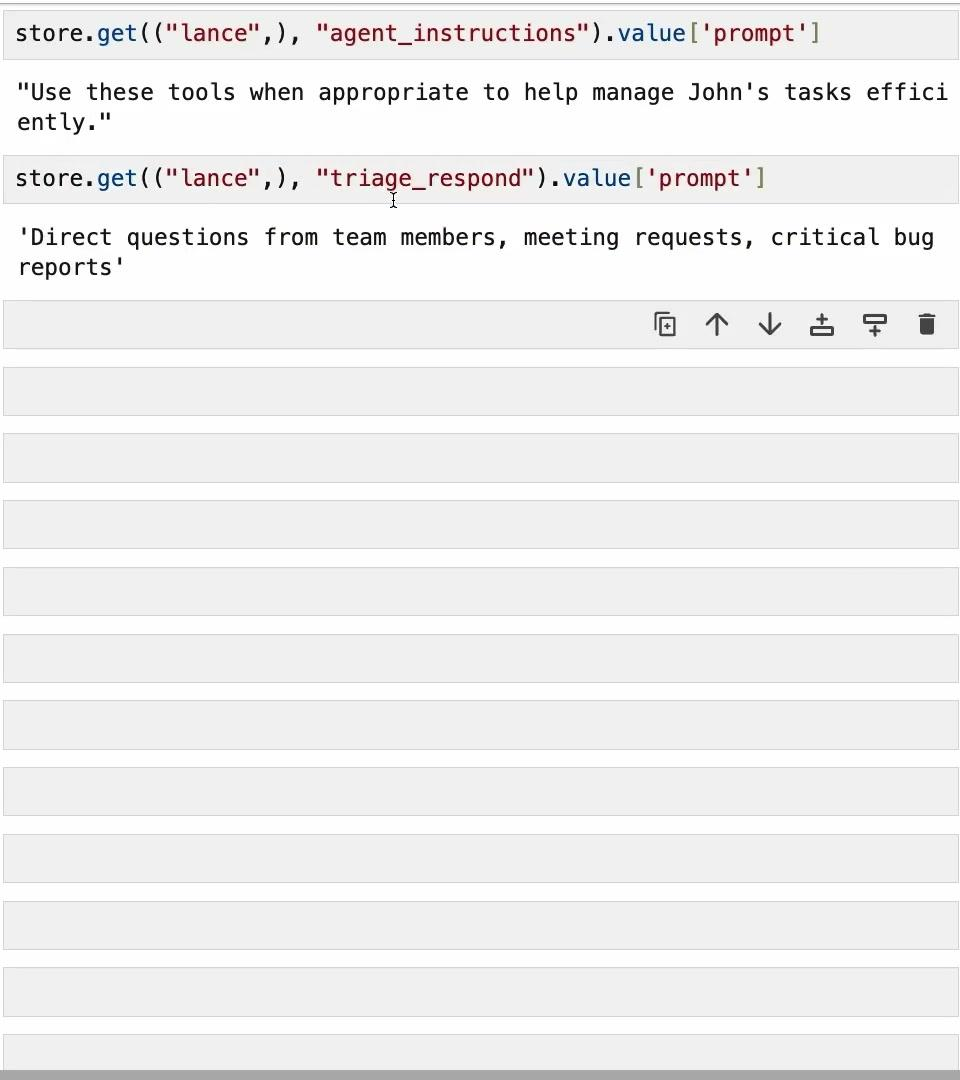 store.get(("lance",), "agent_instructions").value['prompt']
"Use these tools when appropriate to help manage John's tasks effici
ently."
store.get(("lance",), "triage_respond").value['prompt']
'Direct questions from team members, meeting requests, critical bug
reports'